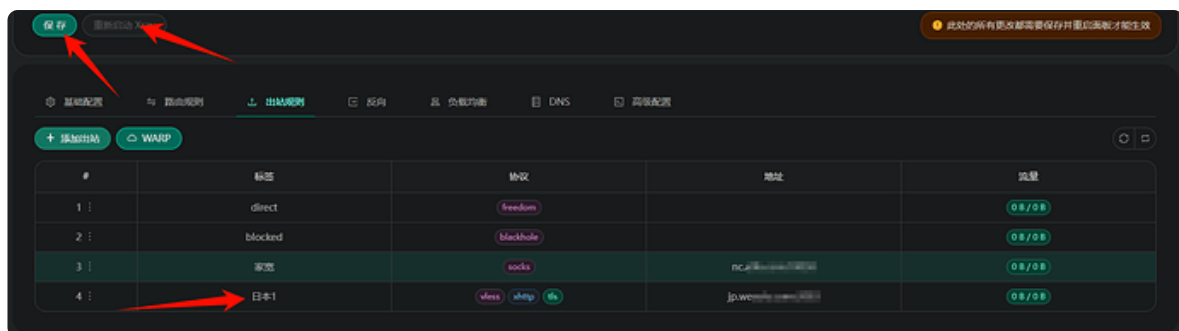 保存 重新启动 此处的所有更改都需要保存并重启面板才能生效
基础配置 路由规则 出站规则 反向 负载均衡 DNS 高级配置
+ 添加出站 WARP
# 标签 协议 地址 流量
1 direct freedom 0 B / 0 B
2 blocked blackhole 0 B / 0 B
3 家宽 socks nc. 0 B / 0 B
4 日本1 vless xhttp tls jp.we 0 B / 0 B